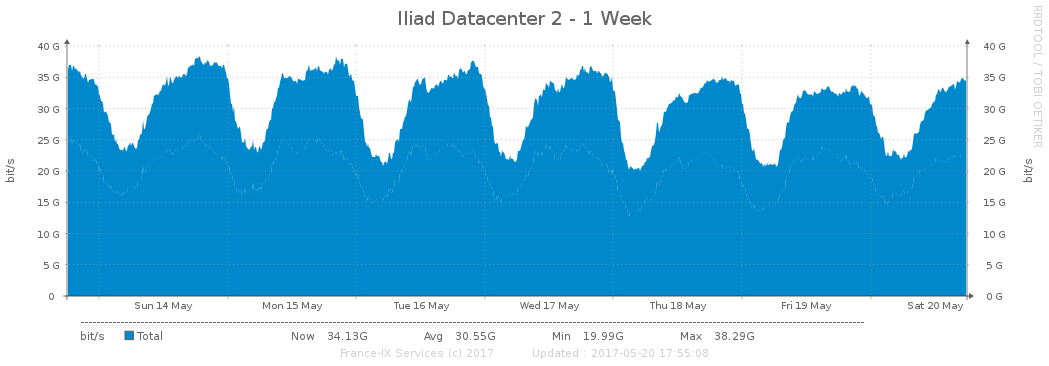 Iliad Datacenter 2 - 1 Week
RRDTOOL / TOBI OETIKER
40 G 40 G
35 G 35 G
30 G 30 G
25 G 25 G
20 G 20 G
15 G 15 G
10 G 10 G
5 G 5 G
0 0 G
bit/s bit/s
Sun 14 May Mon 15 May Tue 16 May Wed 17 May Thu 18 May Fri 19 May Sat 20 May
bit/s Total Now 34.13G Avg 30.55G Min 19.99G Max 38.29G
France-IX Services (c) 2017 Updated : 2017-05-20 17:55:08